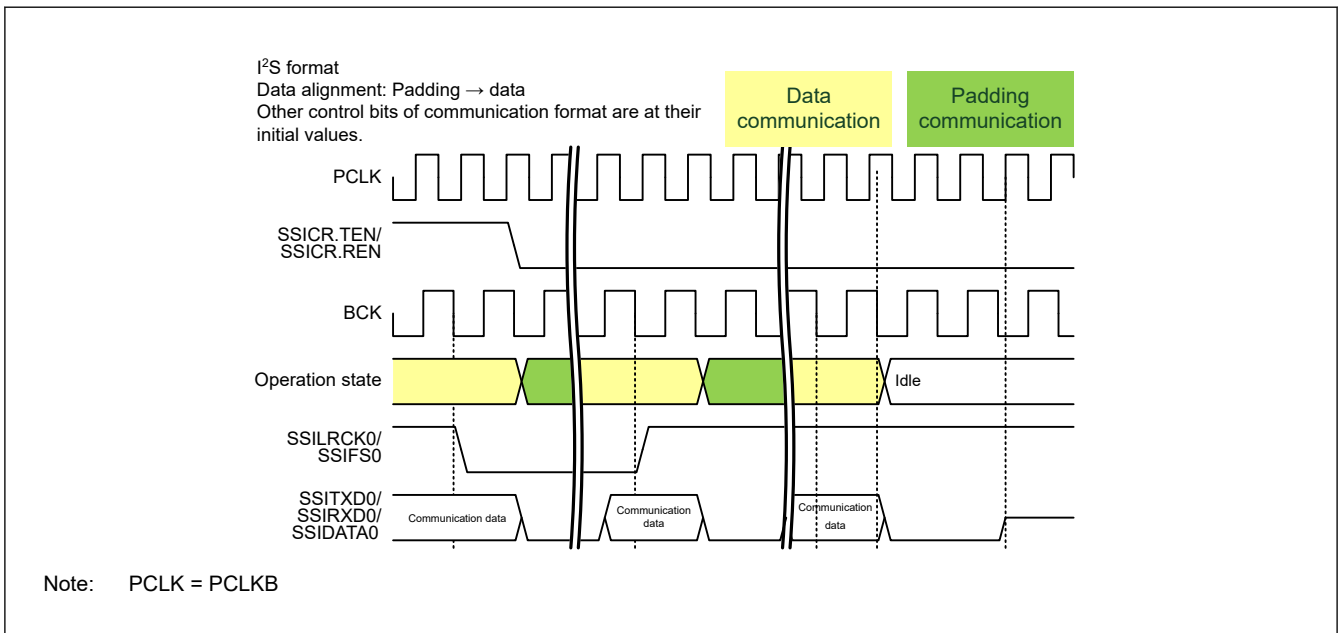 I²S format
Data alignment: Padding → data
Other control bits of communication format are at their
initial values.
Data
communication
Padding
communication
PCLK
SSICR.TEN/
SSICR.REN
BCK
Operation state
Idle
SSILRCK0/
SSIFS0
SSITXD0/
SSIRXD0/
SSIDATA0
Communication data
Communication
data
Communication
data
Note: PCLK = PCLKB